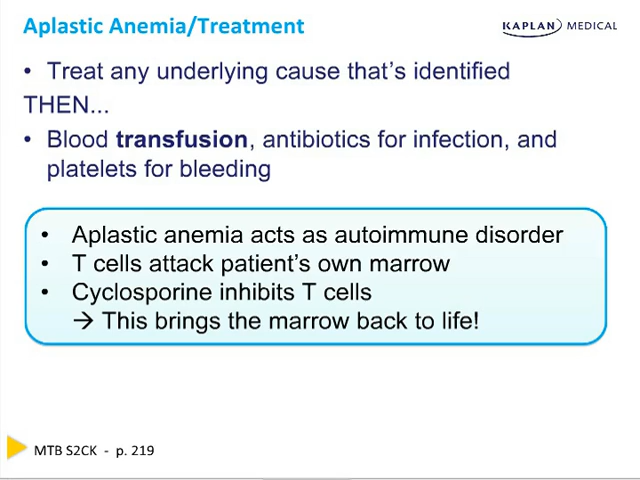 Aplastic Anemia/Treatment
KAPLAN MEDICAL
• Treat any underlying cause that's identified
THEN...
• Blood transfusion, antibiotics for infection, and
platelets for bleeding
• Aplastic anemia acts as autoimmune disorder
• T cells attack patient's own marrow
• Cyclosporine inhibits T cells
→ This brings the marrow back to life!
MTB S2CK - p. 219